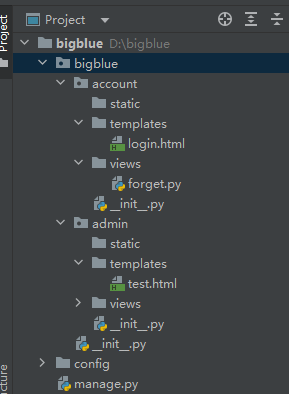 Project
Project
bigblue D:\bigblue
bigblue
account
static
templates
login.html
views
forget.py
__init__.py
admin
static
templates
test.html
views
__init__.py
__init__.py
config
manage.py